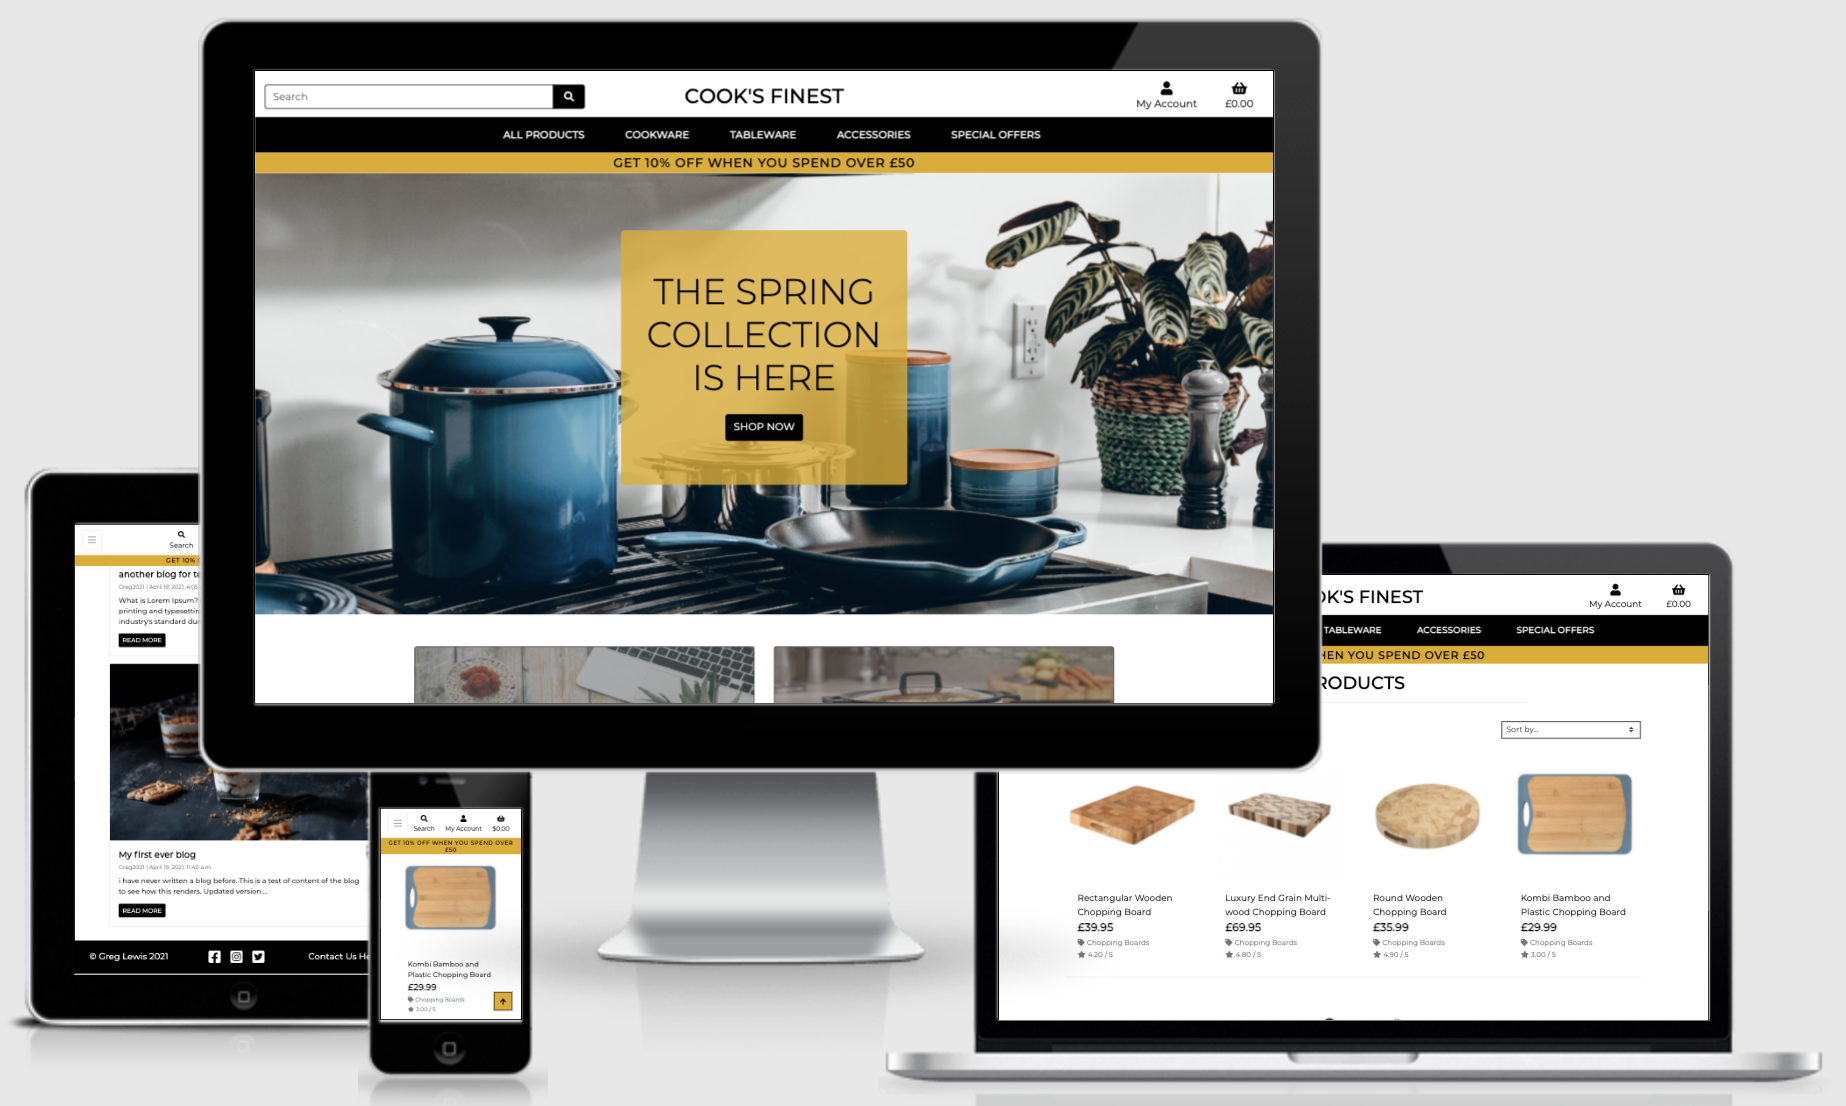 Search
COOK'S FINEST
My Account
£0.00
ALL PRODUCTS COOKWARE TABLEWARE ACCESSORIES SPECIAL OFFERS
GET 10% OFF WHEN YOU SPEND OVER £50
THE SPRING
COLLECTION
IS HERE
SHOP NOW
Search
GET 10%
another blog for te
Greg2021 | April 19, 2021, 4:05
What is Lorem Ipsum?
printing and typesettin
industry's standard du
READ MORE
My first ever blog
Greg2021 | April 19, 2021, 11:40 a.m.
i have never written a blog before. This is a test of content of the blog
to see how this renders. Updated version ...
READ MORE
© Greg Lewis 2021
Contact Us He
Search
My Account
$0.00
GET 10% OFF WHEN YOU SPEND OVER
£50
Kombi Bamboo and
Plastic Chopping Board
£29.99
Chopping Boards
3.00 / 5
OK'S FINEST
My Account
£0.00
TABLEWARE ACCESSORIES SPECIAL OFFERS
HEN YOU SPEND OVER £50
RODUCTS
Sort by...
Rectangular Wooden
Chopping Board
£39.95
Chopping Boards
4.20 / 5
Luxury End Grain Multi-
wood Chopping Board
£69.95
Chopping Boards
4.80 / 5
Round Wooden
Chopping Board
£35.99
Chopping Boards
4.90 / 5
Kombi Bamboo and
Plastic Chopping Board
£29.99
Chopping Boards
3.00 / 5